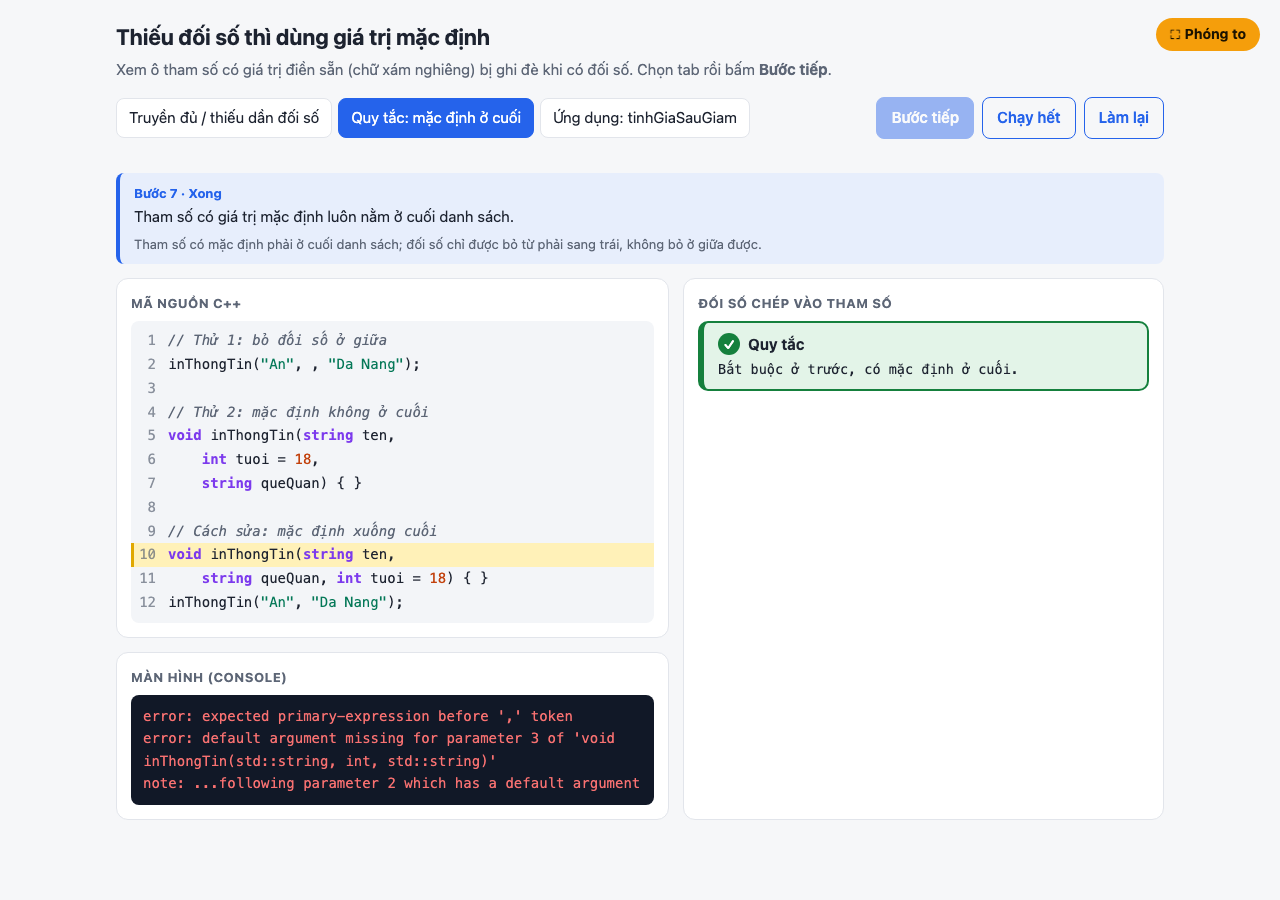 Thiếu đối số thì dùng giá trị mặc định
Phóng to
Xem ô tham số có giá trị điền sẵn (chữ xám nghiêng) bị ghi đè khi có đối số. Chọn tab rồi bấm Bước tiếp.
Truyền đủ / thiếu dần đối số
Quy tắc: mặc định ở cuối
Ứng dụng: tinhGiaSauGiam
Bước tiếp
Chạy hết
Làm lại
Bước 7 · Xong
Tham số có giá trị mặc định luôn nằm ở cuối danh sách.
Tham số có mặc định phải ở cuối danh sách; đối số chỉ được bỏ từ phải sang trái, không bỏ ở giữa được.
MÃ NGUỒN C++
1 // Thử 1: bỏ đối số ở giữa
2 inThongTin("An", , "Da Nang");
3
4 // Thử 2: mặc định không ở cuối
5 void inThongTin(string ten,
6 int tuoi = 18,
7 string queQuan) { }
8
9 // Cách sửa: mặc định xuống cuối
10 void inThongTin(string ten,
11 string queQuan, int tuoi = 18) { }
12 inThongTin("An", "Da Nang");
MÀN HÌNH (CONSOLE)
error: expected primary-expression before ',' token
error: default argument missing for parameter 3 of 'void
inThongTin(std::string, int, std::string)'
note: ...following parameter 2 which has a default argument
ĐỐI SỐ CHÉP VÀO THAM SỐ
Quy tắc
Bắt buộc ở trước, có mặc định ở cuối.